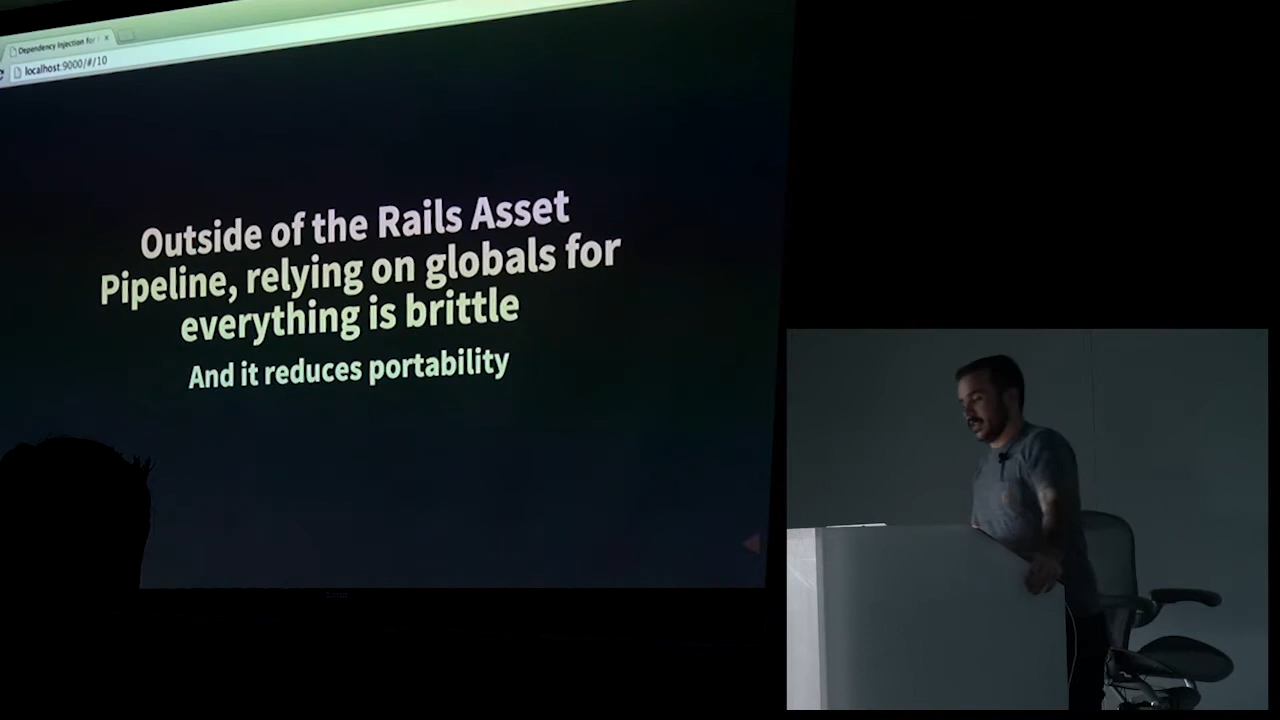 Dependency Injection for
localhost:9000/#/10
Outside of the Rails Asset
Pipeline, relying on globals for
everything is brittle
And it reduces portability